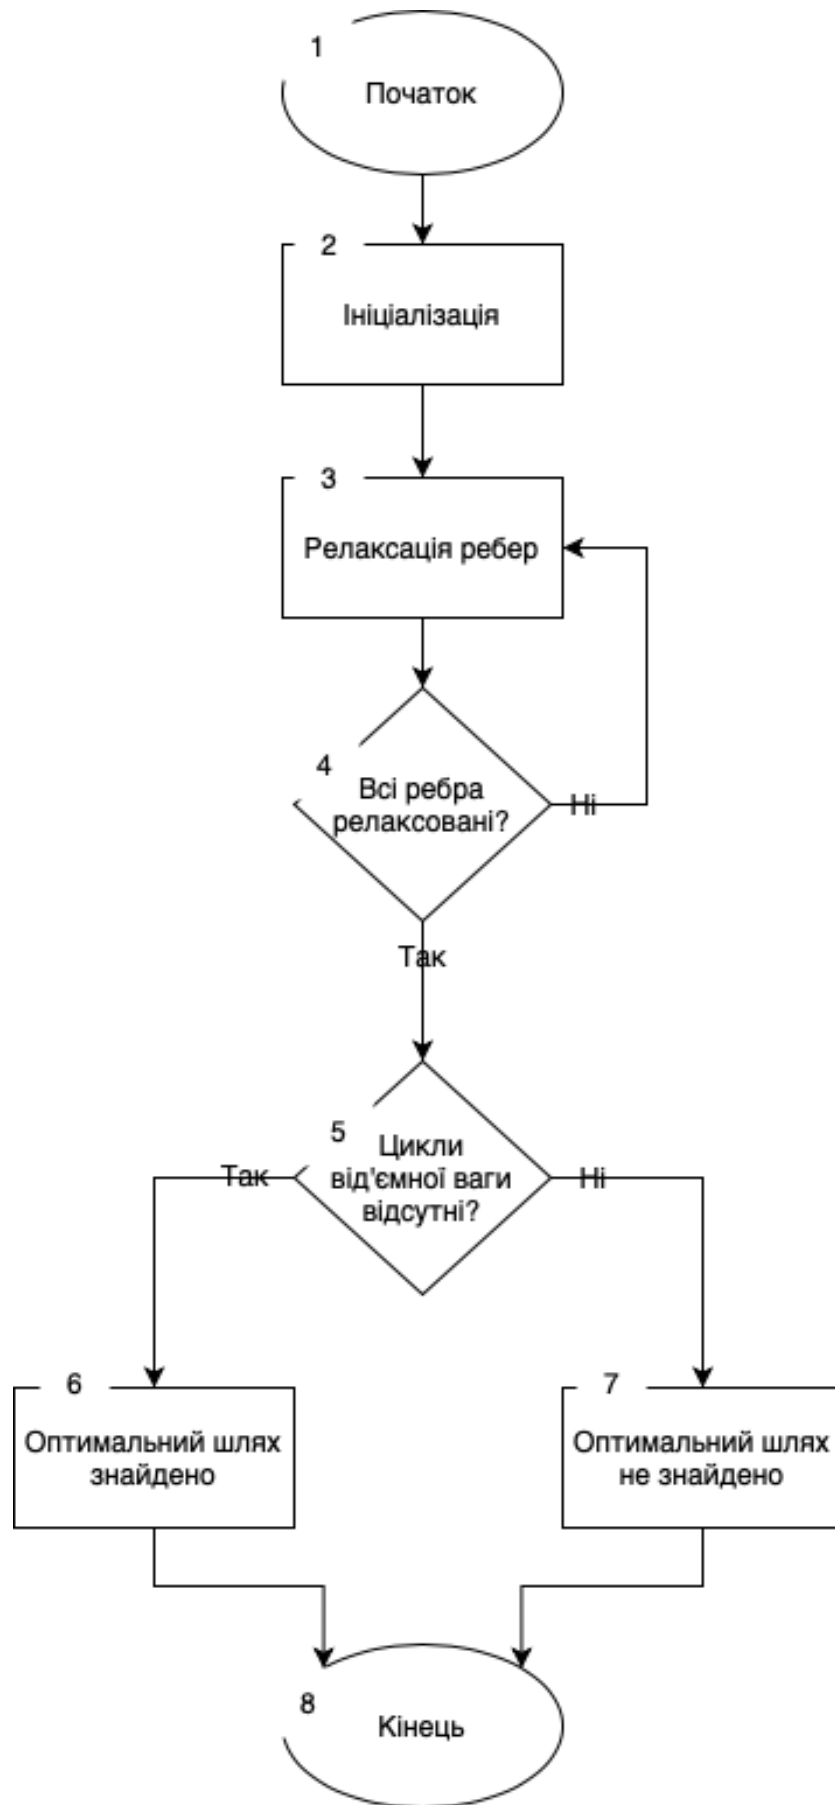 1
Початок
2
Ініціалізація
3
Релаксація ребер
4
Всі ребра
релаксовані?
Ні
Так
5
Цикли
від'ємної ваги
відсутні?
Так
Ні
6
Оптимальний шлях
знайдено
7
Оптимальний шлях
не знайдено
8
Кінець